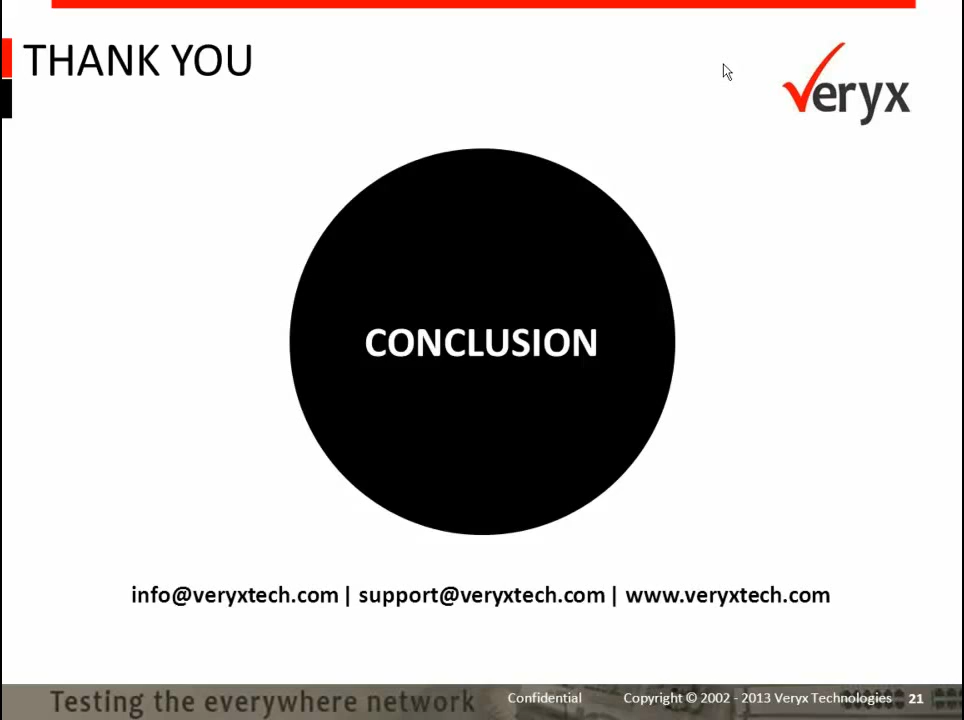 THANK YOU
veryx
CONCLUSION
info@veryxtech.com | support@veryxtech.com | www.veryxtech.com
Testing the everywhere network
Confidential
Copyright © 2002 - 2013 Veryx Technologies
21